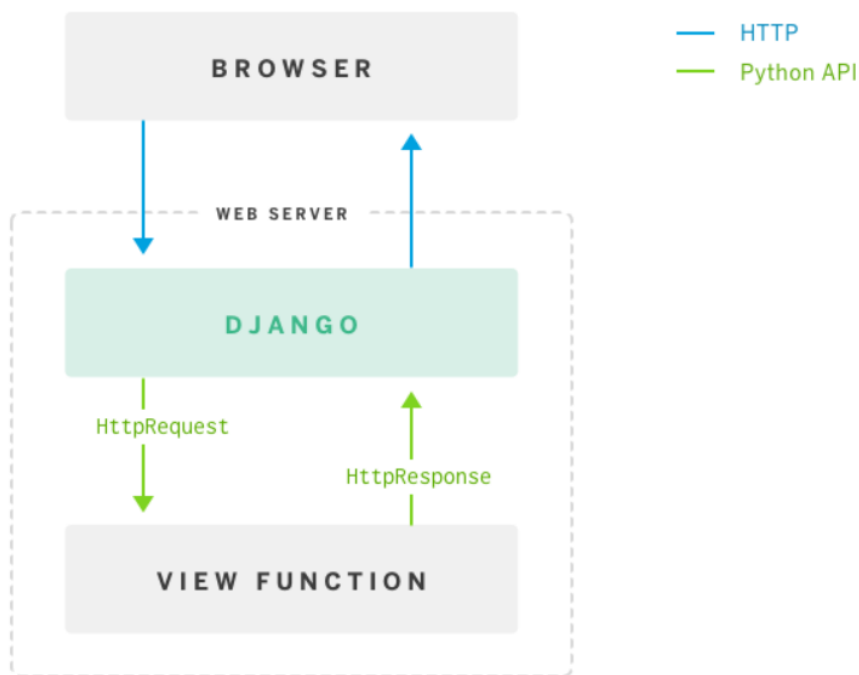 BROWSER
HTTP
Python API
WEB SERVER
DJANGO
HttpRequest
HttpResponse
VIEW FUNCTION